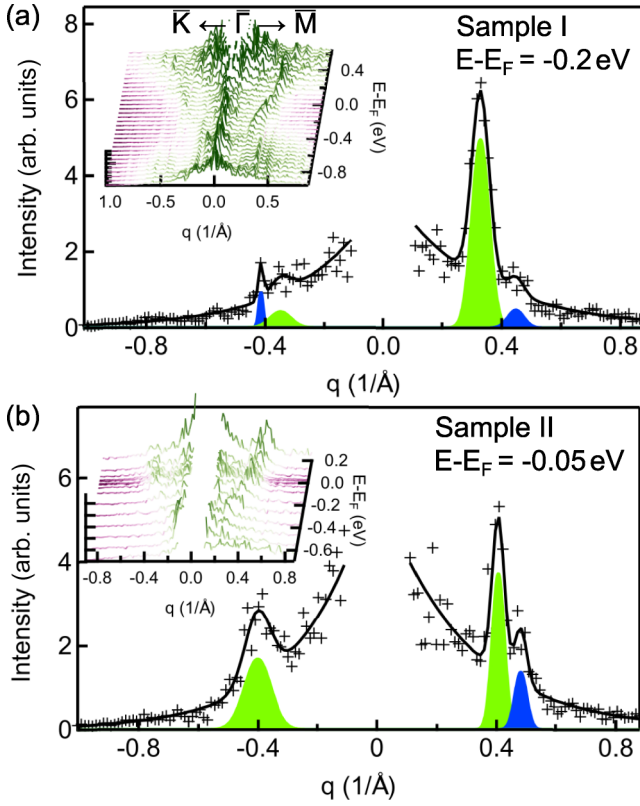 (a)
K̅ ← Γ̅ → M̅
Sample I
E-E_F = -0.2 eV
8
6
4
2
0
Intensity (arb. units)
0.4
0.0
-0.4
-0.8
E-E_F (eV)
1.0 -0.5 0.0 0.5
q (1/Å)
-0.8 -0.4 0.0 0.4 0.8
q (1/Å)
(b)
Sample II
E-E_F = -0.05 eV
6
4
2
0
Intensity (arb. units)
0.2
0.0
-0.2
-0.4
-0.6
E-E_F (eV)
-0.8 -0.4 0.0 0.4 0.8
q (1/Å)
-0.8 -0.4 0 0.4 0.8
q (1/Å)